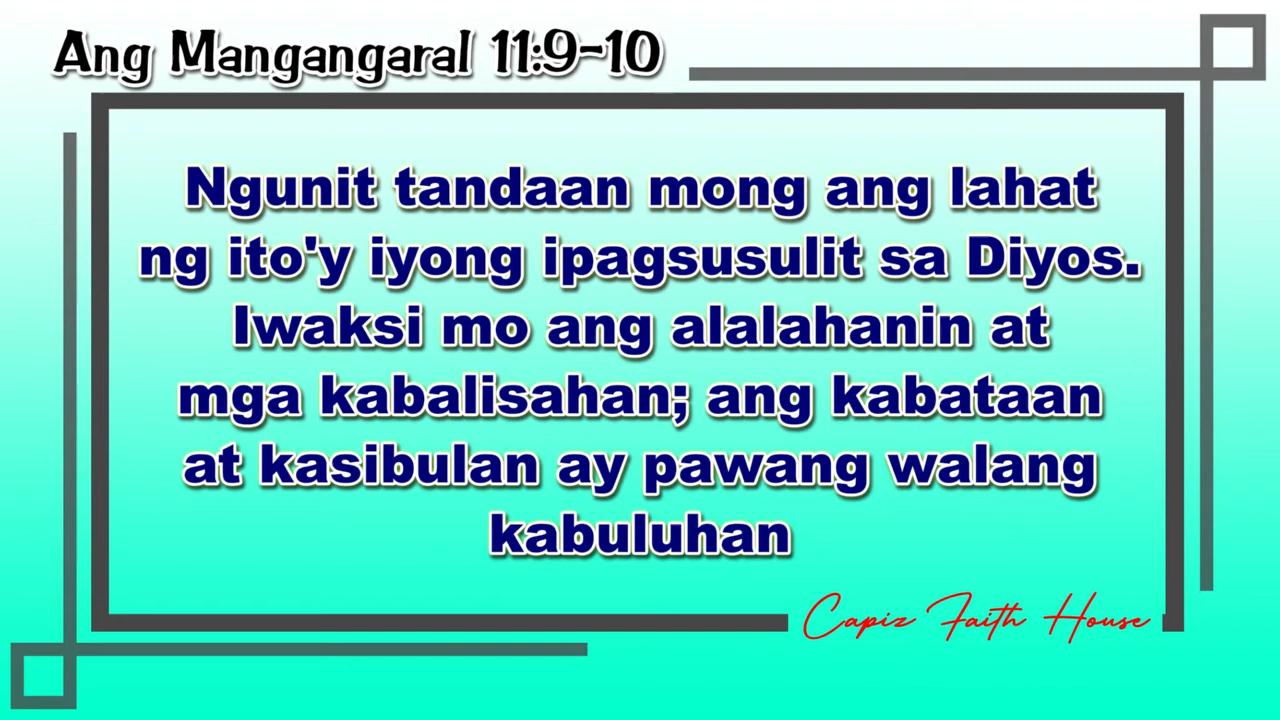 Ang Mangangaral 11:9-10
Ngunit tandaan mong ang lahat
ng ito'y iyong ipagsusulit sa Diyos.
Iwaksi mo ang alalahanin at
mga kabalisahan; ang kabataan
at kasibulan ay pawang walang
kabuluhan
Capiz Faith House